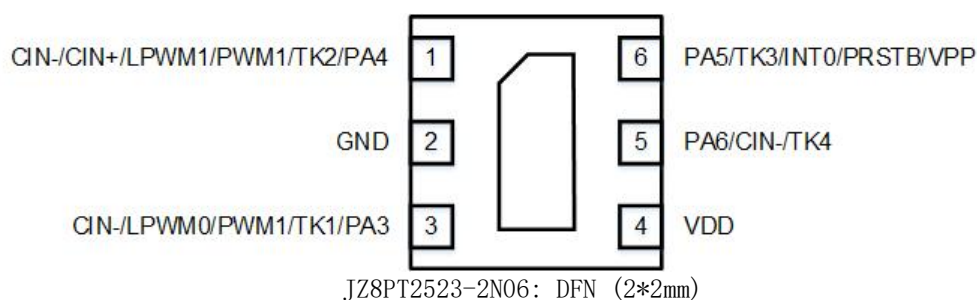 CIN-/CIN+/LPWM1/PWM1/TK2/PA4 1 6 PA5/TK3/INT0/PRSTB/VPP
GND 2 5 PA6/CIN-/TK4
CIN-/LPWM0/PWM1/TK1/PA3 3 4 VDD
JZ8PT2523-2N06: DFN (2*2mm)